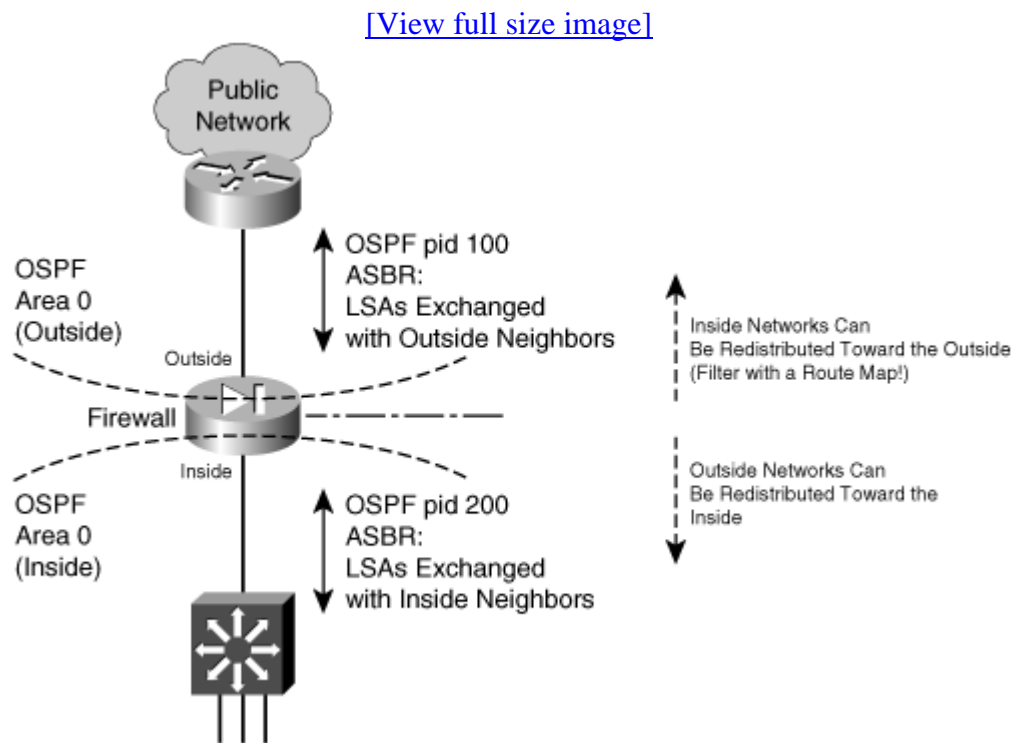 [View full size image]
Public
Network
OSPF pid 100
ASBR:
LSAs Exchanged
with Outside Neighbors
OSPF
Area 0
(Outside)
Inside Networks Can
Be Redistributed Toward the Outside
(Filter with a Route Map!)
Outside
Firewall
Inside
Outside Networks Can
Be Redistributed Toward the
Inside
OSPF
Area 0
(Inside)
OSPF pid 200
ASBR:
LSAs Exchanged
with Inside Neighbors